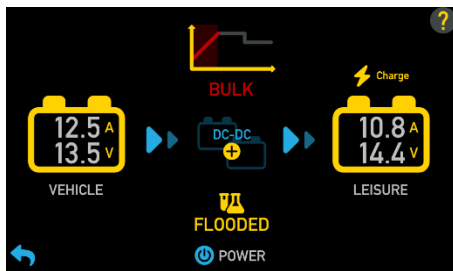 ?
BULK
Charge
12.5 A
13.5 V
DC-DC
10.8 A
14.4 V
VEHICLE
LEISURE
FLOODED
POWER